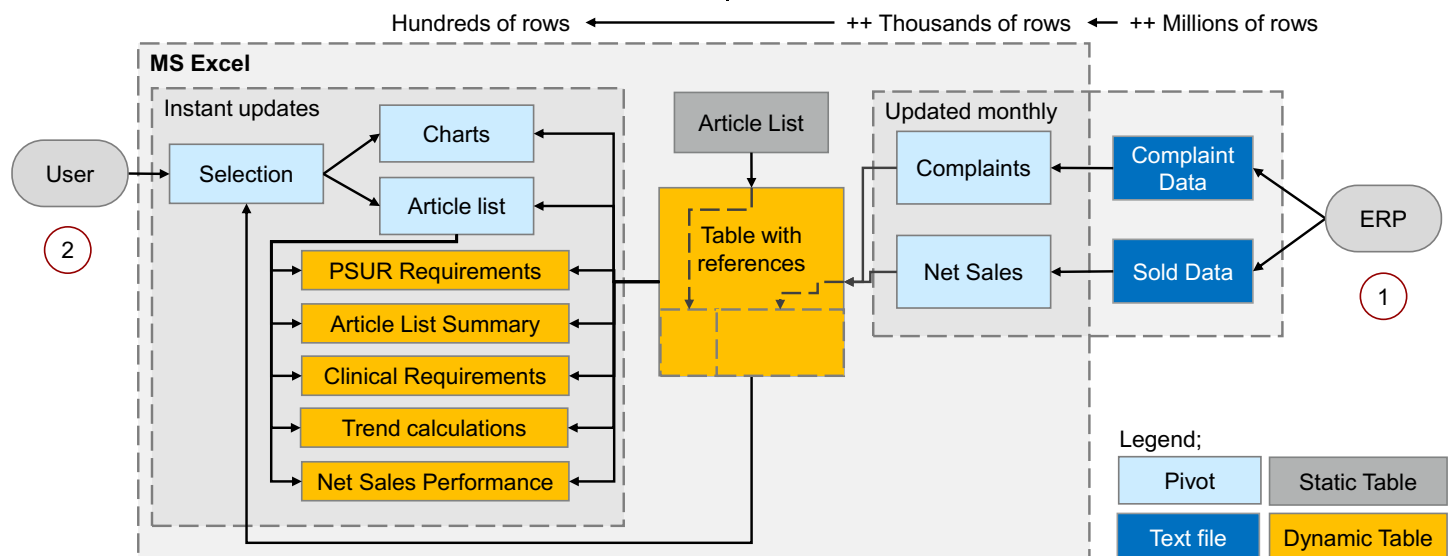 Hundreds of rows
++ Thousands of rows
++ Millions of rows
MS Excel
Instant updates
Updated monthly
User
2
Selection
Charts
Article list
PSUR Requirements
Article List Summary
Clinical Requirements
Trend calculations
Net Sales Performance
Article List
Table with
references
Complaints
Net Sales
Complaint
Data
Sold Data
ERP
1
Legend;
Pivot
Static Table
Text file
Dynamic Table